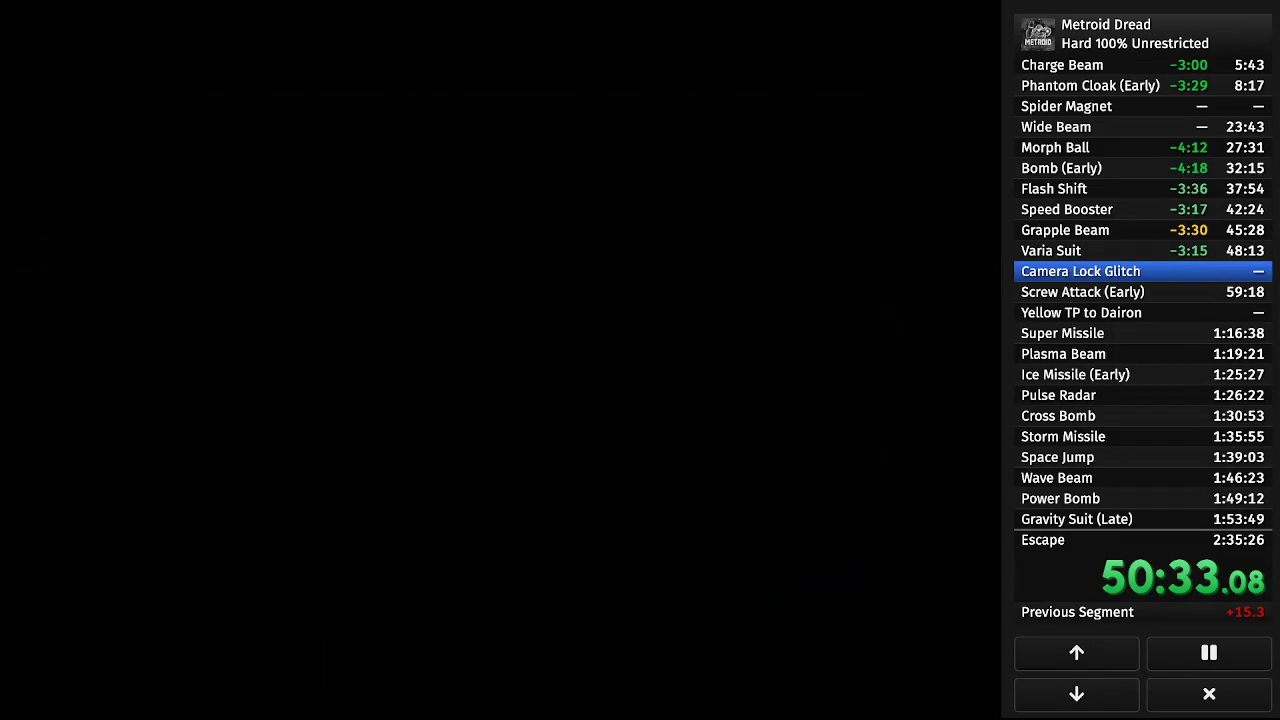 Metroid Dread
Hard 100% Unrestricted
METROID
Charge Beam −3:00 5:43
Phantom Cloak (Early) −3:29 8:17
Spider Magnet — —
Wide Beam — 23:43
Morph Ball −4:12 27:31
Bomb (Early) −4:18 32:15
Flash Shift −3:36 37:54
Speed Booster −3:17 42:24
Grapple Beam −3:30 45:28
Varia Suit −3:15 48:13
Camera Lock Glitch —
Screw Attack (Early) 59:18
Yellow TP to Dairon —
Super Missile 1:16:38
Plasma Beam 1:19:21
Ice Missile (Early) 1:25:27
Pulse Radar 1:26:22
Cross Bomb 1:30:53
Storm Missile 1:35:55
Space Jump 1:39:03
Wave Beam 1:46:23
Power Bomb 1:49:12
Gravity Suit (Late) 1:53:49
Escape 2:35:26
50:33.08
Previous Segment +15.3